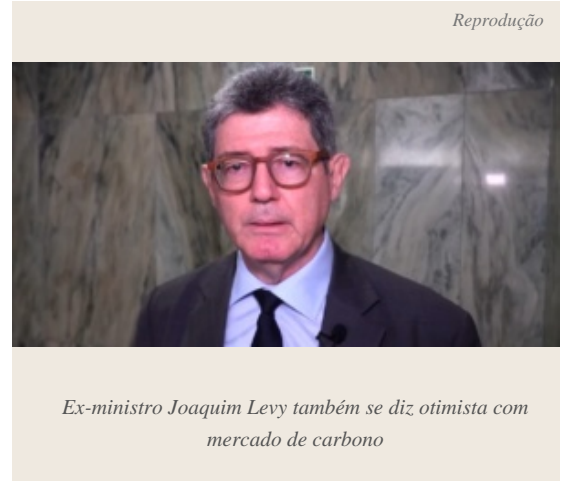 Reprodução
Ex-ministro Joaquim Levy também se diz otimista com
mercado de carbono